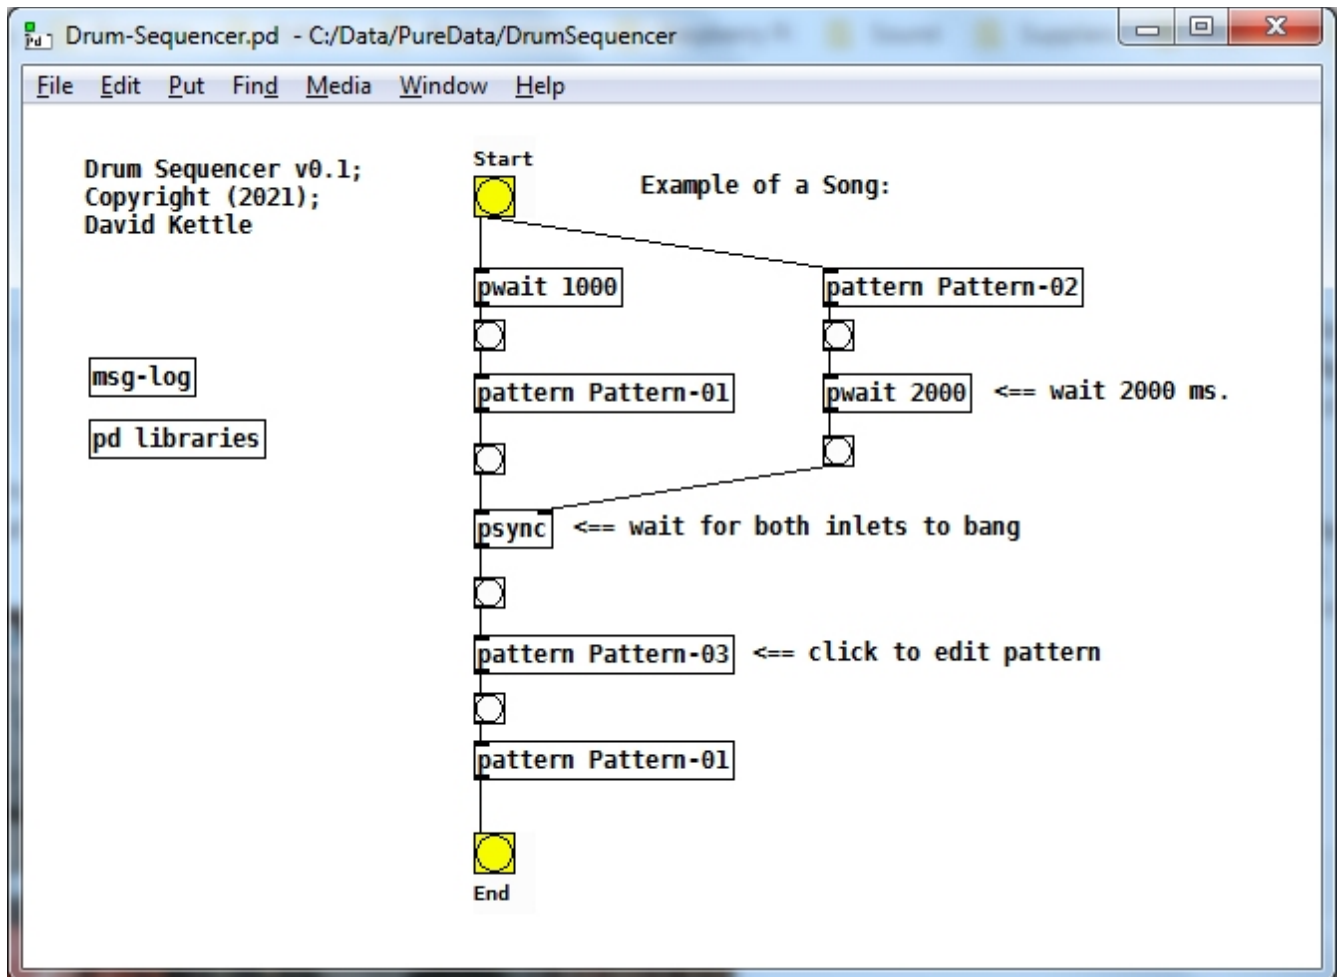 Drum-Sequencer.pd - C:/Data/PureData/DrumSequencer
File Edit Put Find Media Window Help
Drum Sequencer v0.1;
Copyright (2021);
David Kettle
Start
Example of a Song:
pwait 1000
pattern Pattern-02
msg-log
pattern Pattern-01
pwait 2000
<== wait 2000 ms.
pd libraries
psync
<== wait for both inlets to bang
pattern Pattern-03
<== click to edit pattern
pattern Pattern-01
End